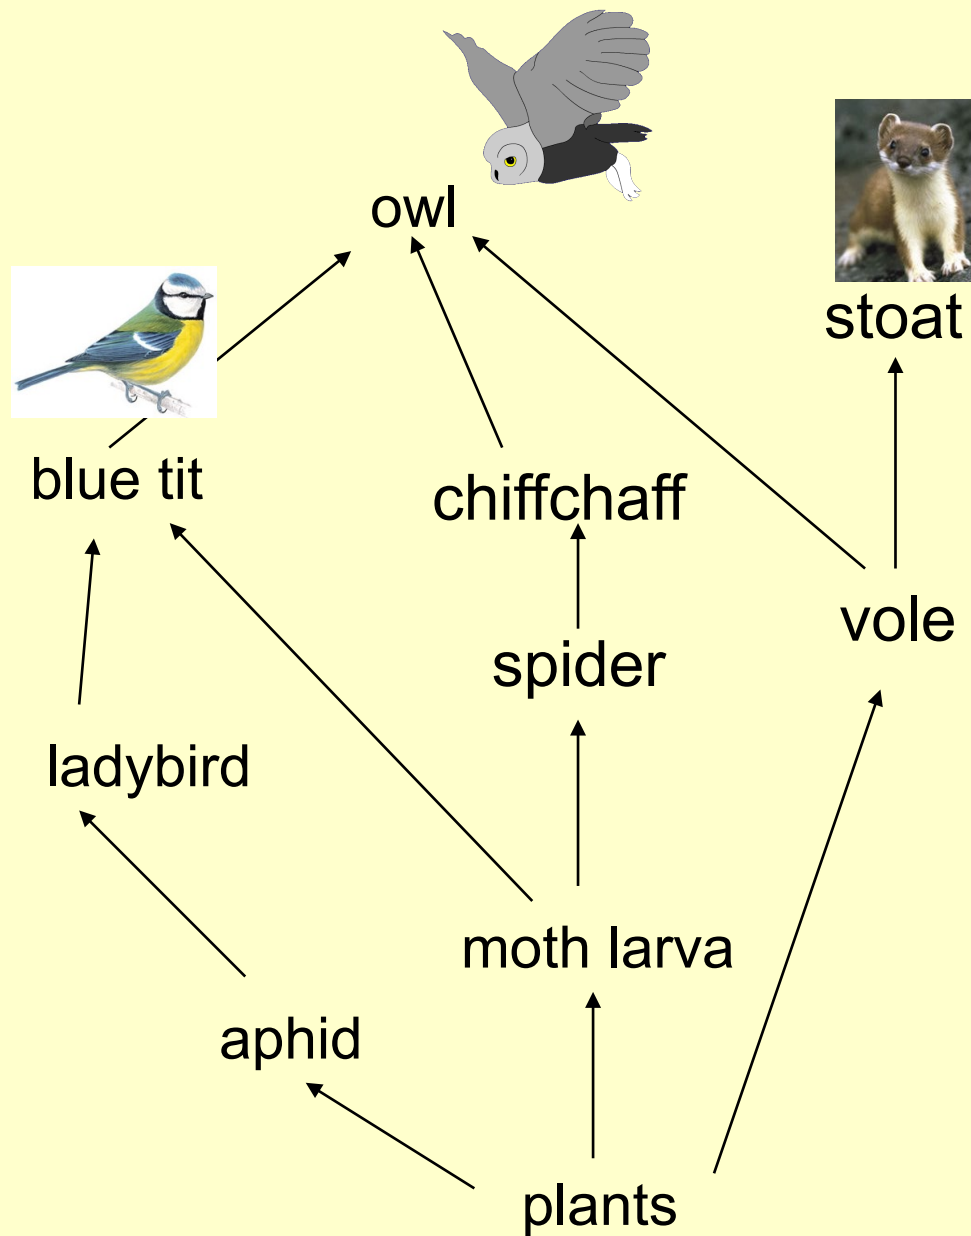 owl
stoat
blue tit
chiffchaff
vole
spider
ladybird
moth larva
aphid
plants